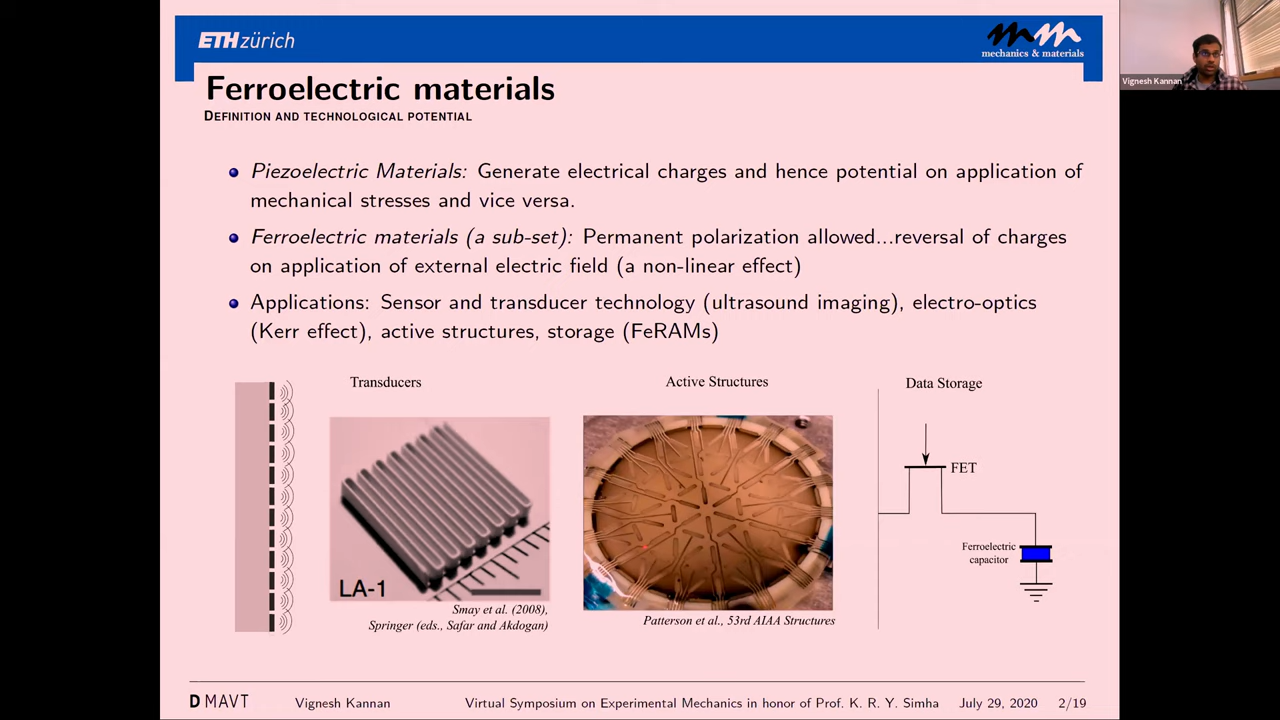 ETH zürich
mm
mechanics & materials
Vignesh Kannan
Ferroelectric materials
DEFINITION AND TECHNOLOGICAL POTENTIAL
Piezoelectric Materials: Generate electrical charges and hence potential on application of
mechanical stresses and vice versa.
Ferroelectric materials (a sub-set): Permanent polarization allowed...reversal of charges
on application of external electric field (a non-linear effect)
Applications: Sensor and transducer technology (ultrasound imaging), electro-optics
(Kerr effect), active structures, storage (FeRAMs)
Transducers
Active Structures
Data Storage
FET
Ferroelectric
capacitor
LA-1
Smay et al. (2008),
Springer (eds., Safar and Akdogan)
Patterson et al., 53rd AIAA Structures
D MAVT Vignesh Kannan Virtual Symposium on Experimental Mechanics in honor of Prof. K. R. Y. Simha July 29, 2020 2/19